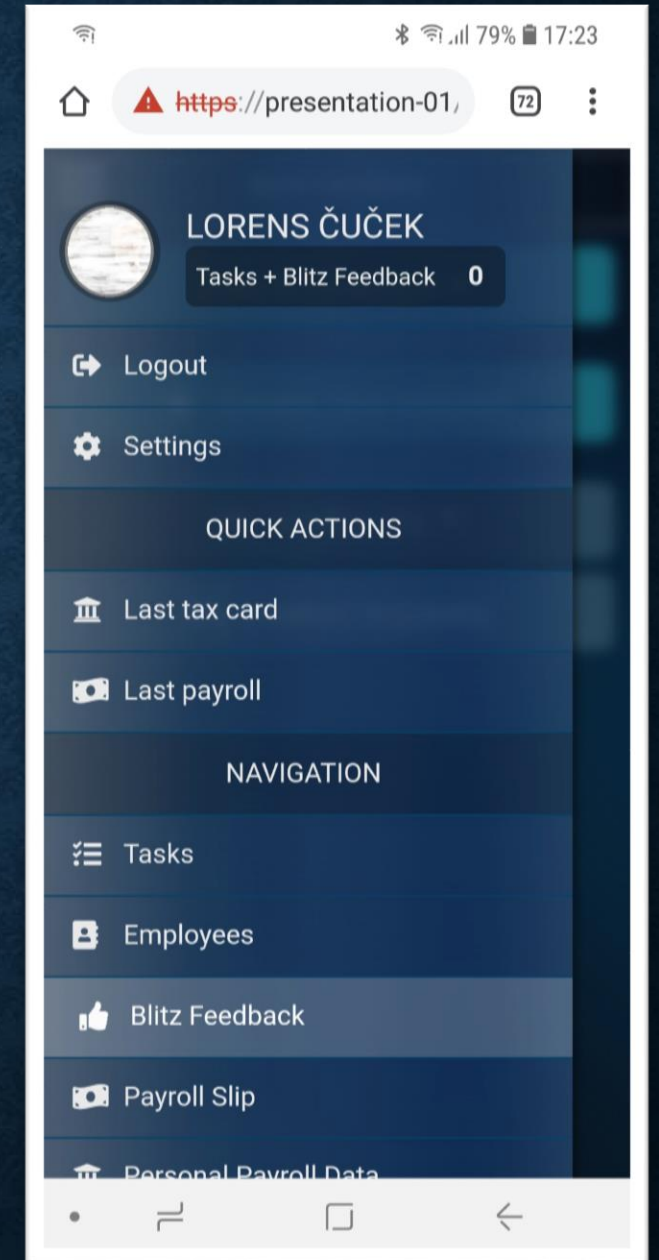 79% 17:23
https://presentation-01/ 72
LORENS ČUČEK
Tasks + Blitz Feedback 0
Logout
Settings
QUICK ACTIONS
Last tax card
Last payroll
NAVIGATION
Tasks
Employees
Blitz Feedback
Payroll Slip
Personal Payroll Data